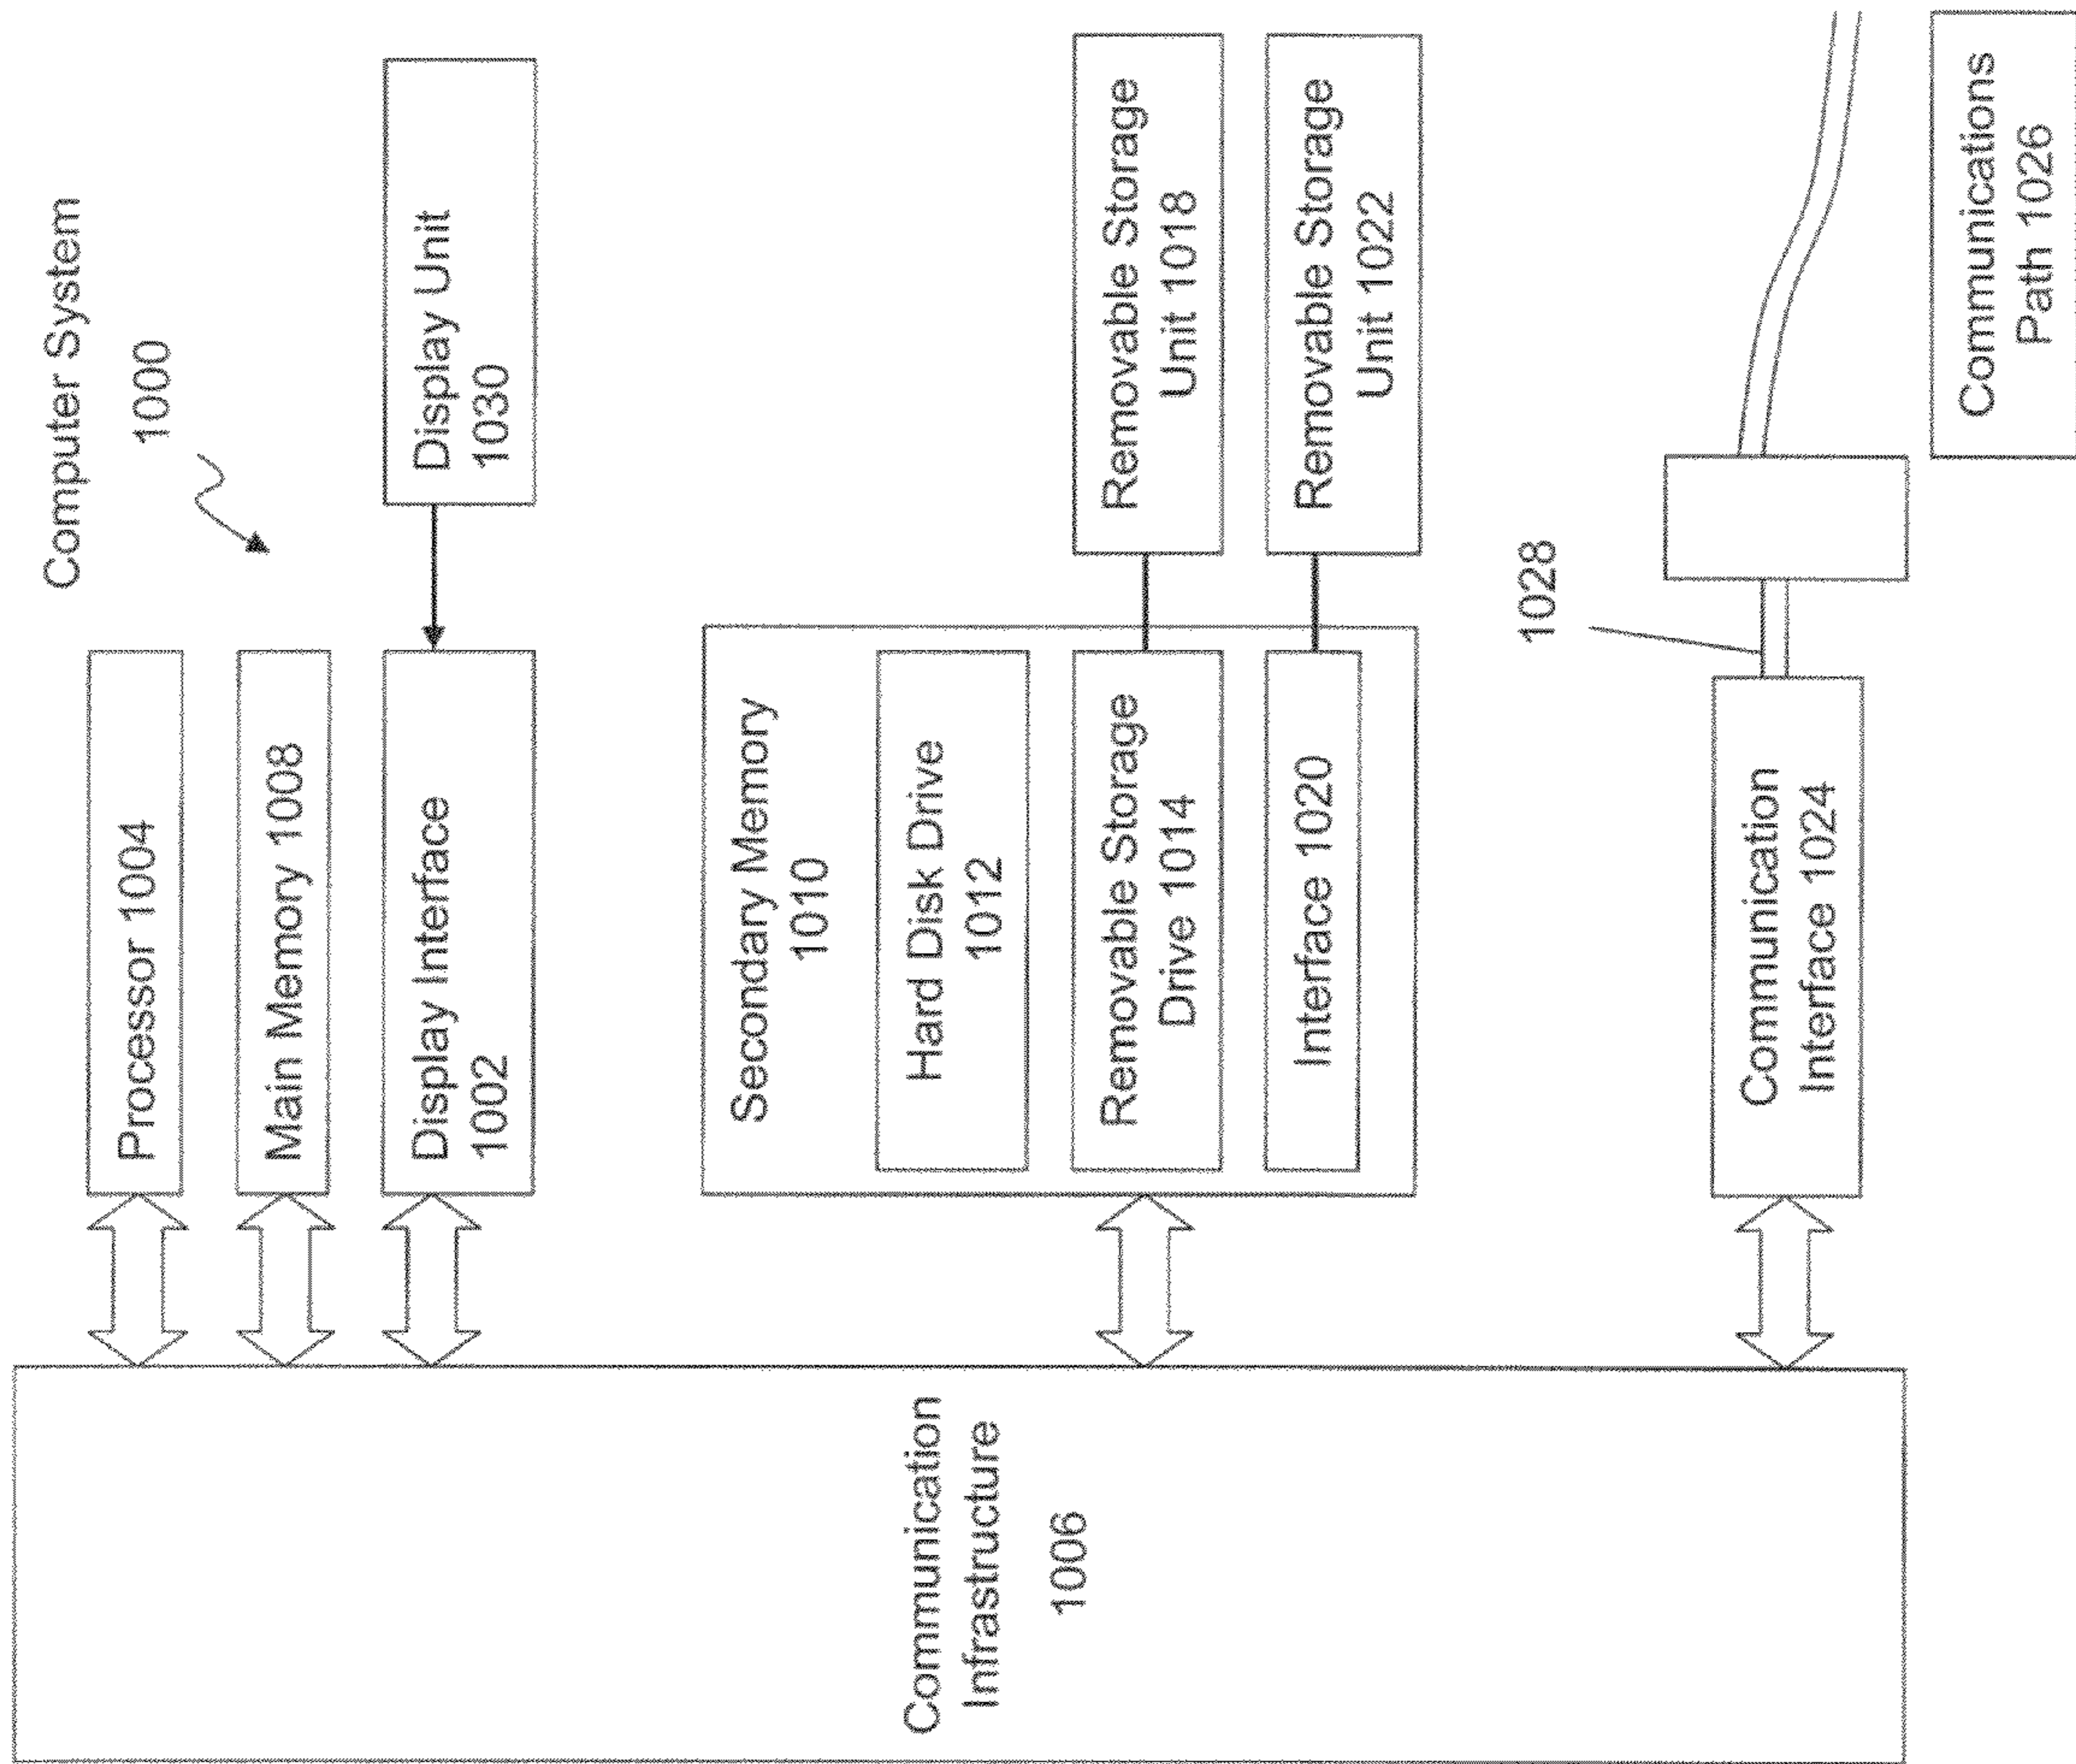 Computer System
1000
Processor 1004
Main Memory 1008
Display Interface
1002
Display Unit
1030
Secondary Memory
1010
Hard Disk Drive
1012
Removable Storage
Drive 1014
Interface 1020
Removable Storage
Unit 1018
Removable Storage
Unit 1022
Communication
Infrastructure
1006
1028
Communication
Interface 1024
Communications
Path 1026